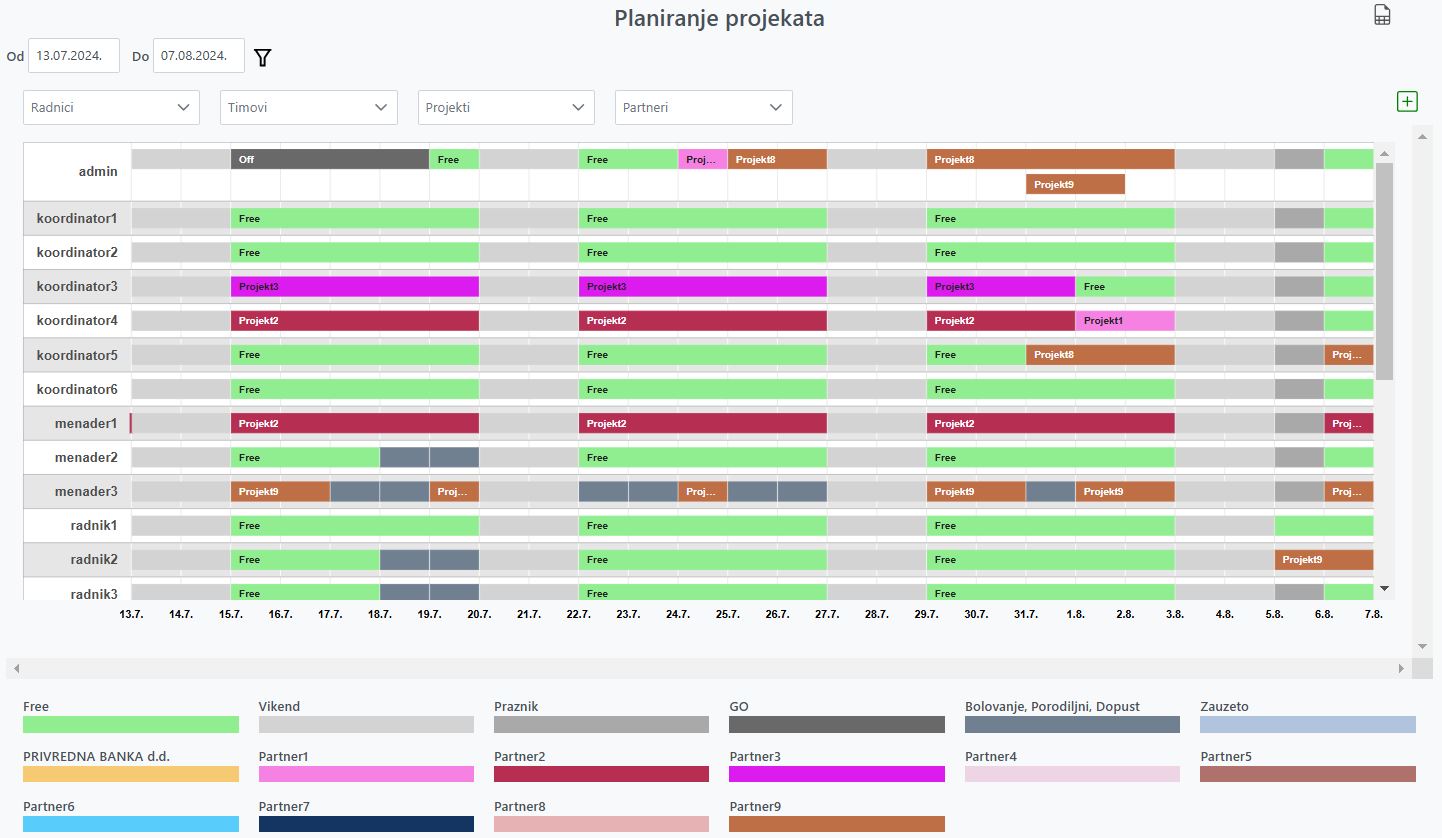 Planiranje projekata
Od 13.07.2024. Do 07.08.2024.
Radnici Timovi Projekti Partneri
admin Off Free Free Proj... Projekt8 Projekt8
Projekt9
koordinator1 Free Free Free
koordinator2 Free Free Free
koordinator3 Projekt3 Projekt3 Projekt3 Free
koordinator4 Projekt2 Projekt2 Projekt2 Projekt1
koordinator5 Free Free Free Projekt8 Proj...
koordinator6 Free Free Free
menader1 Projekt2 Projekt2 Projekt2 Proj...
menader2 Free Free Free
menader3 Projekt9 Proj... Proj... Projekt9 Projekt9 Proj...
radnik1 Free Free Free
radnik2 Free Free Free Projekt9
radnik3 Free Free Free
13.7. 14.7. 15.7. 16.7. 17.7. 18.7. 19.7. 20.7. 21.7. 22.7. 23.7. 24.7. 25.7. 26.7. 27.7. 28.7. 29.7. 30.7. 31.7. 1.8. 2.8. 3.8. 4.8. 5.8. 6.8. 7.8.
Free Vikend Praznik GO Bolovanje, Porodiljni, Dopust Zauzeto
PRIVREDNA BANKA d.d. Partner1 Partner2 Partner3 Partner4 Partner5
Partner6 Partner7 Partner8 Partner9